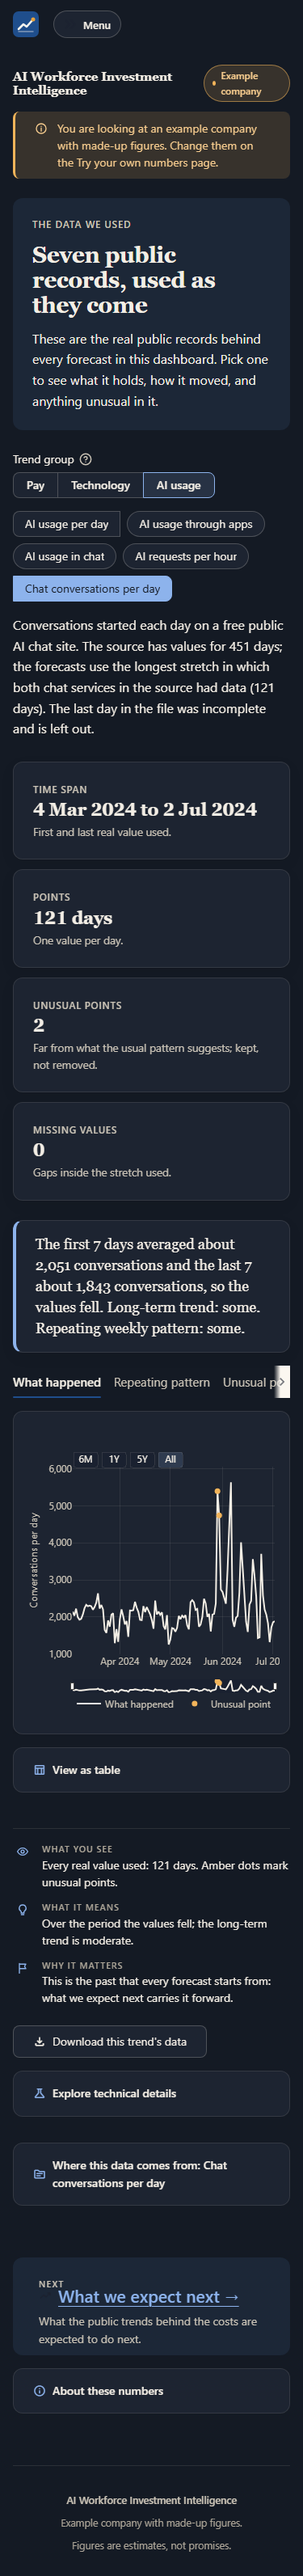 Menu
AI Workforce Investment
Intelligence
Example
company
You are looking at an example company
with made-up figures. Change them on
the Try your own numbers page.
THE DATA WE USED
Seven public
records, used as
they come
These are the real public records behind
every forecast in this dashboard. Pick one
to see what it holds, how it moved, and
anything unusual in it.
Trend group
Pay
Technology
AI usage
AI usage per day
AI usage through apps
AI usage in chat
AI requests per hour
Chat conversations per day
Conversations started each day on a free public
AI chat site. The source has values for 451 days;
the forecasts use the longest stretch in which
both chat services in the source had data (121
days). The last day in the file was incomplete
and is left out.
TIME SPAN
4 Mar 2024 to 2 Jul 2024
First and last real value used.
POINTS
121 days
One value per day.
UNUSUAL POINTS
2
Far from what the usual pattern suggests; kept,
not removed.
MISSING VALUES
0
Gaps inside the stretch used.
The first 7 days averaged about
2,051 conversations and the last 7
about 1,843 conversations, so the
values fell. Long-term trend: some.
Repeating weekly pattern: some.
What happened
Repeating pattern
Unusual
6M
1Y
5Y
All
6,000
5,000
4,000
3,000
2,000
1,000
Conversations per day
Apr 2024
May 2024
Jun 2024
Jul 20
What happened
Unusual point
View as table
WHAT YOU SEE
Every real value used: 121 days. Amber dots mark
unusual points.
WHAT IT MEANS
Over the period the values fell; the long-term
trend is moderate.
WHY IT MATTERS
This is the past that every forecast starts from:
what we expect next carries it forward.
Download this trend's data
Explore technical details
Where this data comes from: Chat
conversations per day
NEXT
What we expect next →
What the public trends behind the costs are
expected to do next.
About these numbers
AI Workforce Investment Intelligence
Example company with made-up figures.
Figures are estimates, not promises.